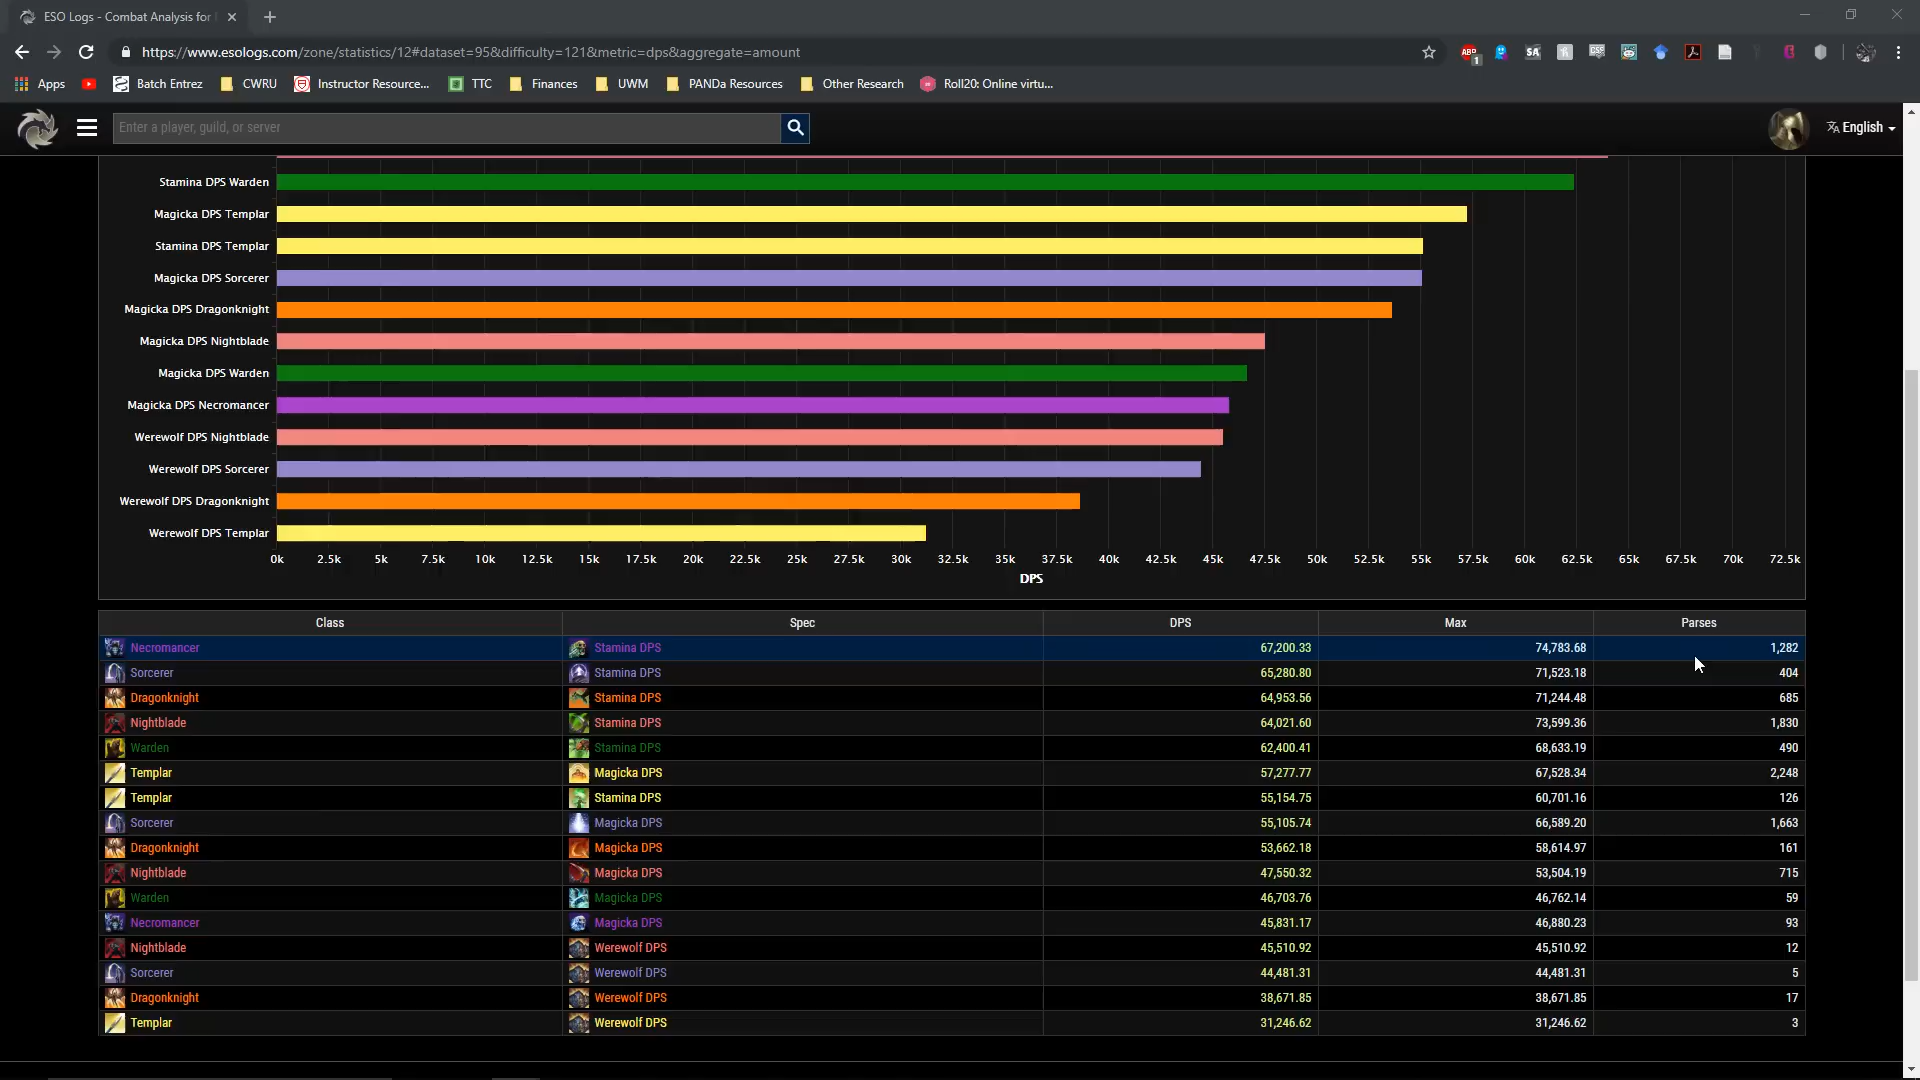 ESO Logs - Combat Analysis for
https://www.esologs.com/zone/statistics/12#dataset=95&difficulty=121&metric=dps&aggregate=amount
ABP 1 SA CSS
Apps Batch Entrez CWRU Instructor Resource... TTC Finances UWM PANDa Resources Other Research Roll20: Online virtu...
Enter a player, guild, or server English
Stamina DPS Warden
Magicka DPS Templar
Stamina DPS Templar
Magicka DPS Sorcerer
Magicka DPS Dragonknight
Magicka DPS Nightblade
Magicka DPS Warden
Magicka DPS Necromancer
Werewolf DPS Nightblade
Werewolf DPS Sorcerer
Werewolf DPS Dragonknight
Werewolf DPS Templar
0k 2.5k 5k 7.5k 10k 12.5k 15k 17.5k 20k 22.5k 25k 27.5k 30k 32.5k 35k 37.5k 40k 42.5k 45k 47.5k 50k 52.5k 55k 57.5k 60k 62.5k 65k 67.5k 70k 72.5k
DPS
Class Spec DPS Max Parses
Necromancer Stamina DPS 67,200.33 74,783.68 1,282
Sorcerer Stamina DPS 65,280.80 71,523.18 404
Dragonknight Stamina DPS 64,953.56 71,244.48 685
Nightblade Stamina DPS 64,021.60 73,599.36 1,830
Warden Stamina DPS 62,400.41 68,633.19 490
Templar Magicka DPS 57,277.77 67,528.34 2,248
Templar Stamina DPS 55,154.75 60,701.16 126
Sorcerer Magicka DPS 55,105.74 66,589.20 1,663
Dragonknight Magicka DPS 53,662.18 58,614.97 161
Nightblade Magicka DPS 47,550.32 53,504.19 715
Warden Magicka DPS 46,703.76 46,762.14 59
Necromancer Magicka DPS 45,831.17 46,880.23 93
Nightblade Werewolf DPS 45,510.92 45,510.92 12
Sorcerer Werewolf DPS 44,481.31 44,481.31 5
Dragonknight Werewolf DPS 38,671.85 38,671.85 17
Templar Werewolf DPS 31,246.62 31,246.62 3